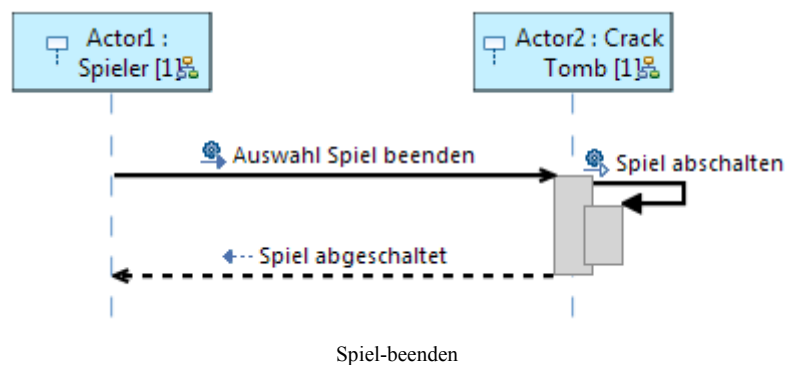 Actor1 :
Spieler [1]
Actor2 : Crack
Tomb [1]
Auswahl Spiel beenden
Spiel abschalten
Spiel abgeschaltet
Spiel-beenden